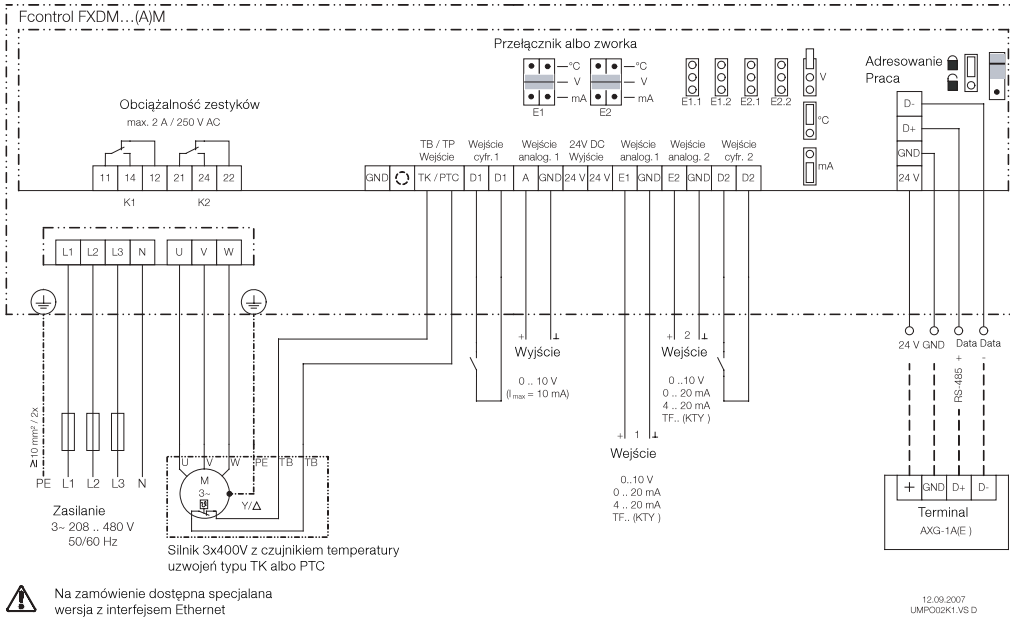 Fcontrol FXDM...(A)M
Przełącznik albo zworka
°C
V
mA
E1
°C
V
mA
E2
E1.1 E1.2 E2.1 E2.2
V
°C
mA
Adresowanie
Praca
D-
D+
GND
24 V
Obciążalność zestyków
max. 2 A / 250 V AC
11 14 12 21 24 22
K1 K2
TB / TP
Wejście
Wejście
cyfr. 1
Wejście
analog. 1
24V DC
Wyjście
Wejście
analog. 1
Wejście
analog. 2
Wejście
cyfr. 2
GND TK / PTC D1 D1 A GND 24 V 24 V E1 GND E2 GND D2 D2
L1 L2 L3 N U V W
+ ⊥
Wyjście
0 .. 10 V
(Imax = 10 mA)
+ 2 ⊥
Wejście
0 ..10 V
0 .. 20 mA
4 .. 20 mA
TF.. (KTY )
+ 1 ⊥
Wejście
0..10 V
0 .. 20 mA
4 .. 20 mA
TF.. (KTY )
24 V GND Data Data
+ -
RS-485
+ GND D+ D-
Terminal
AXG-1A(E )
≥10 mm² / 2x
PE L1 L2 L3 N
Zasilanie
3~ 208 .. 480 V
50/60 Hz
U V W PE TB TB
M
3~
Y/Δ
Silnik 3x400V z czujnikiem temperatury
uzwojeń typu TK albo PTC
Na zamówienie dostępna specjalana
wersja z interfejsem Ethernet
12.09.2007
UMPO02K1.VS D